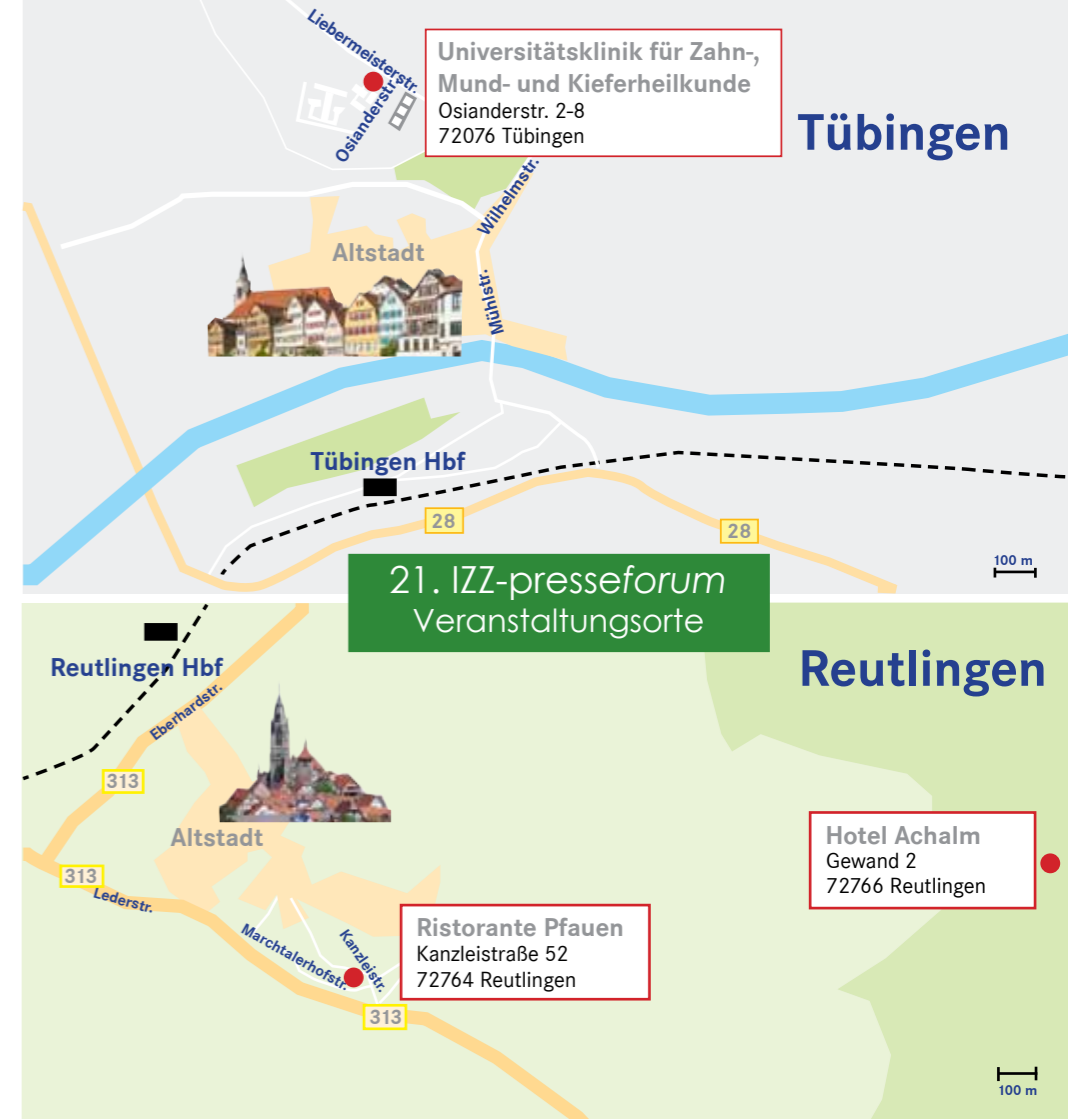 Liebermeisterstr.
Osianderstr.
Universitätsklinik für Zahn-,
Mund- und Kieferheilkunde
Osianderstr. 2-8
72076 Tübingen
Tübingen
Wilhelmstr.
Altstadt
Mühlstr.
Tübingen Hbf
28
28
100 m
21. IZZ-presseforum
Veranstaltungsorte
Reutlingen Hbf
Reutlingen
Eberhardstr.
313
Altstadt
313
Lederstr.
Hotel Achalm
Gewand 2
72766 Reutlingen
Marchtalerhofstr.
Kanzleistr.
Ristorante Pfauen
Kanzleistraße 52
72764 Reutlingen
313
100 m